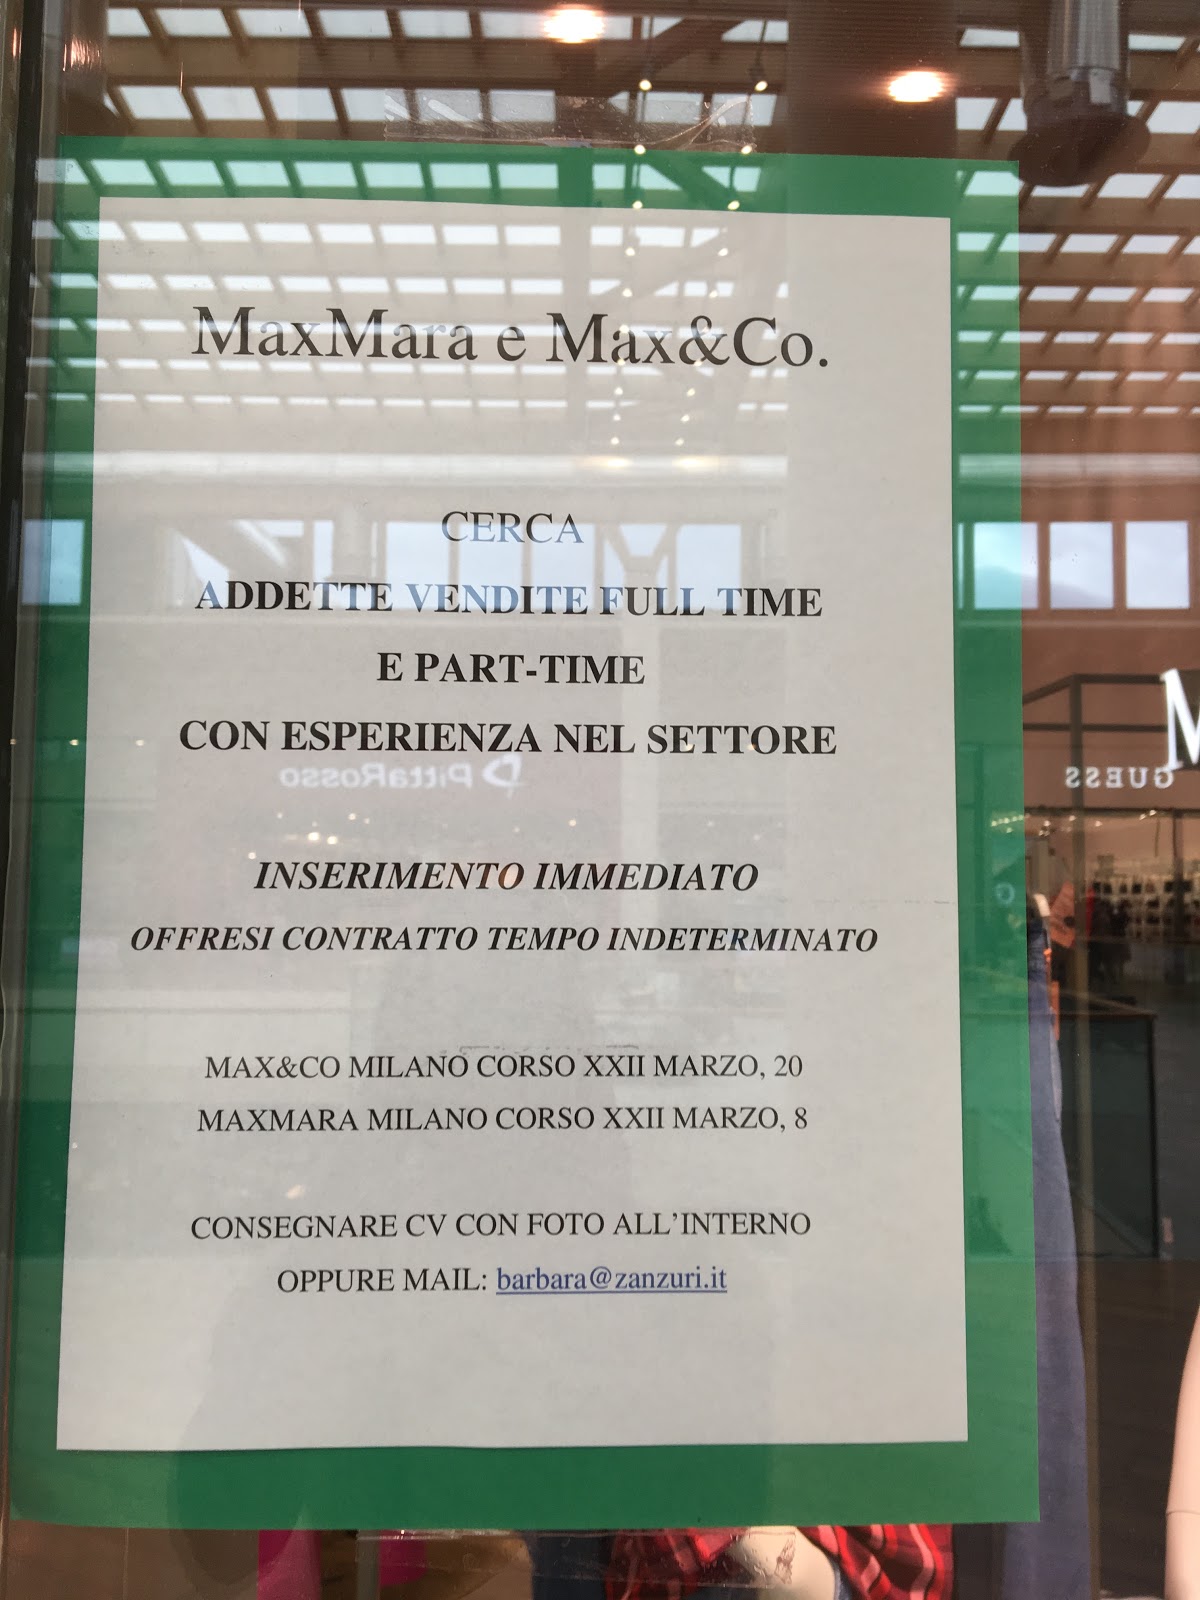 MaxMara e Max&Co.
CERCA
ADDETTE VENDITE FULL TIME
E PART-TIME
CON ESPERIENZA NEL SETTORE
PittaRosso
GUESS
M
INSERIMENTO IMMEDIATO
OFFRESI CONTRATTO TEMPO INDETERMINATO
MAX&CO MILANO CORSO XXII MARZO, 20
MAXMARA MILANO CORSO XXII MARZO, 8
CONSEGNARE CV CON FOTO ALL'INTERNO
OPPURE MAIL: barbara@zanzuri.it